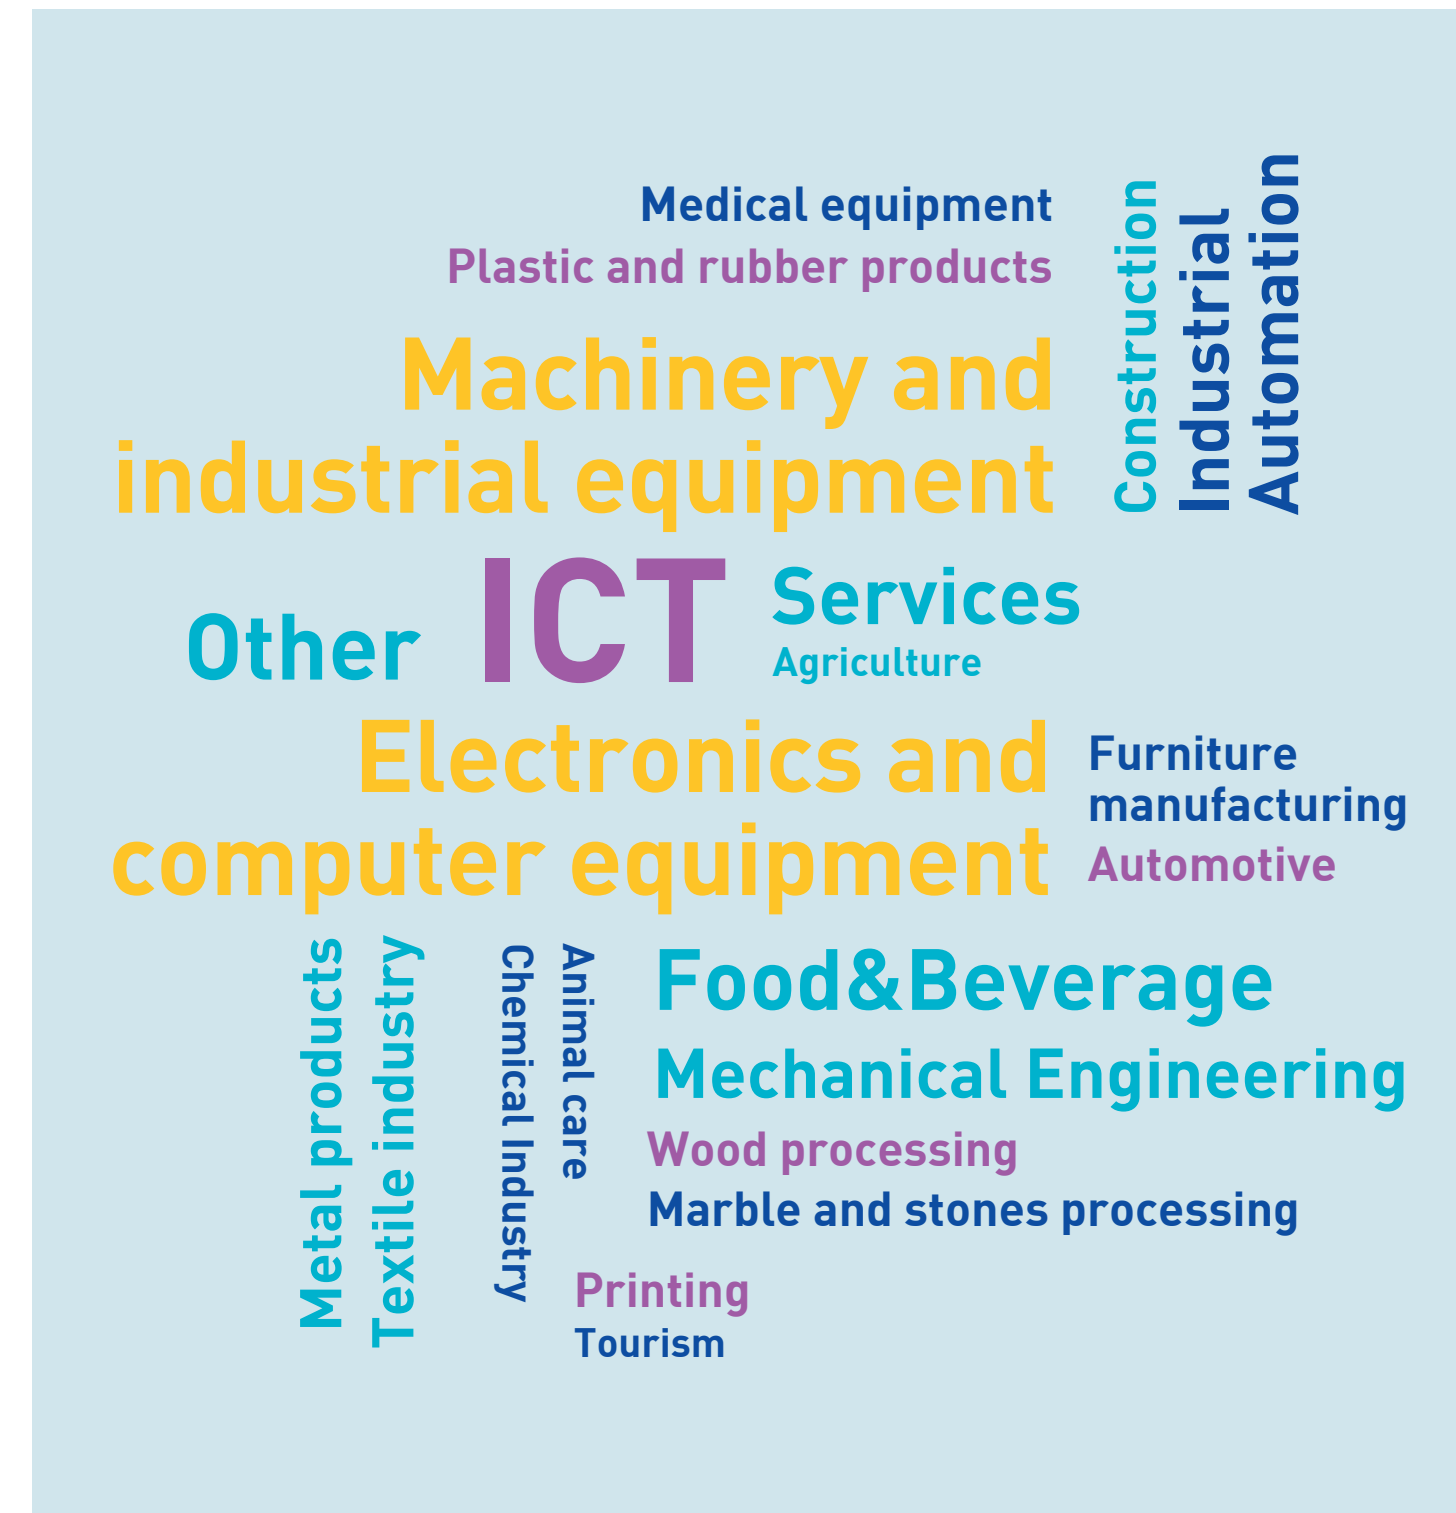 Medical equipment
Plastic and rubber products
Machinery and
industrial equipment
Construction
Industrial
Automation
Other
ICT
Services
Agriculture
Electronics and
computer equipment
Furniture
manufacturing
Automotive
Metal products
Textile industry
Chemical Industry
Animal care
Food&Beverage
Mechanical Engineering
Wood processing
Marble and stones processing
Printing
Tourism